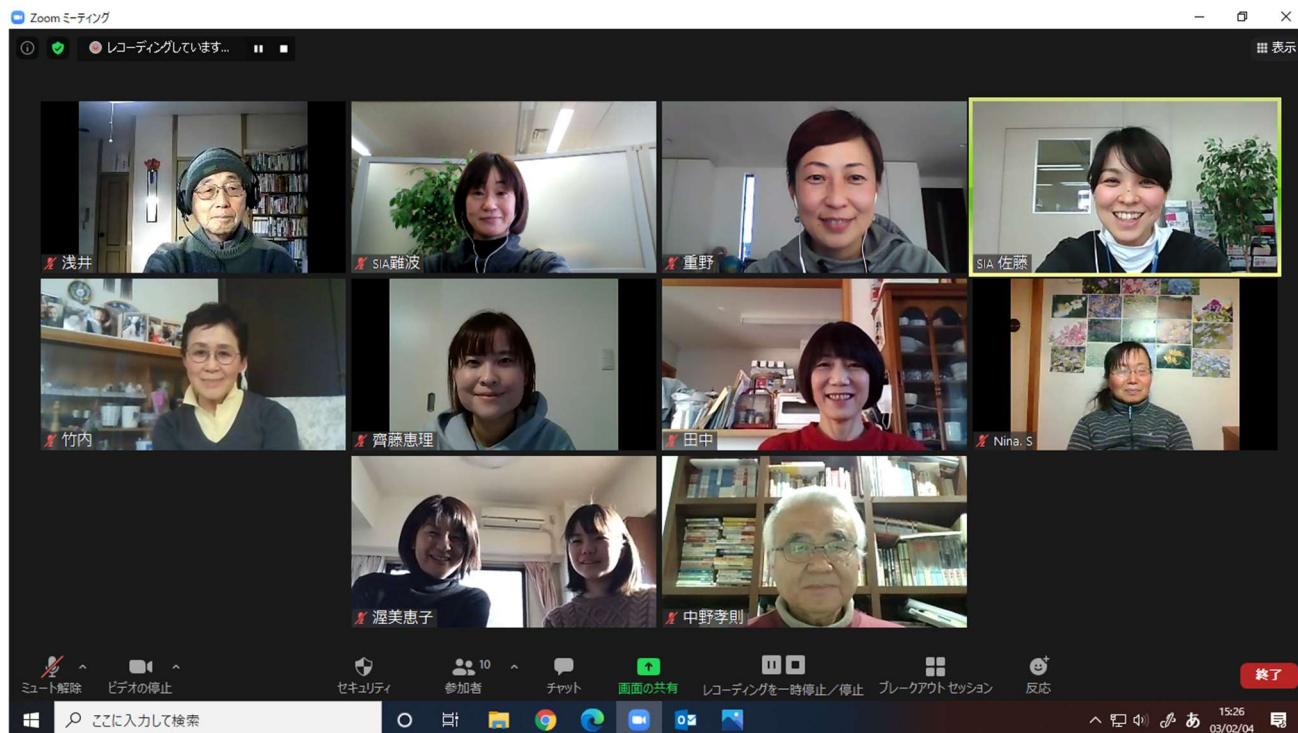 Zoom ミーティング
レコーディングしています...
表示
浅井
SIA難波
重野
SIA 佐藤
竹内
齊藤恵理
田中
Nina. S
渥美恵子
中野孝則
10
ミュート解除
ビデオの停止
セキュリティ
参加者
チャット
画面の共有
レコーディングを一時停止／停止
ブレークアウト セッション
反応
終了
ここに入力して検索
あ
15:26
03/02/04